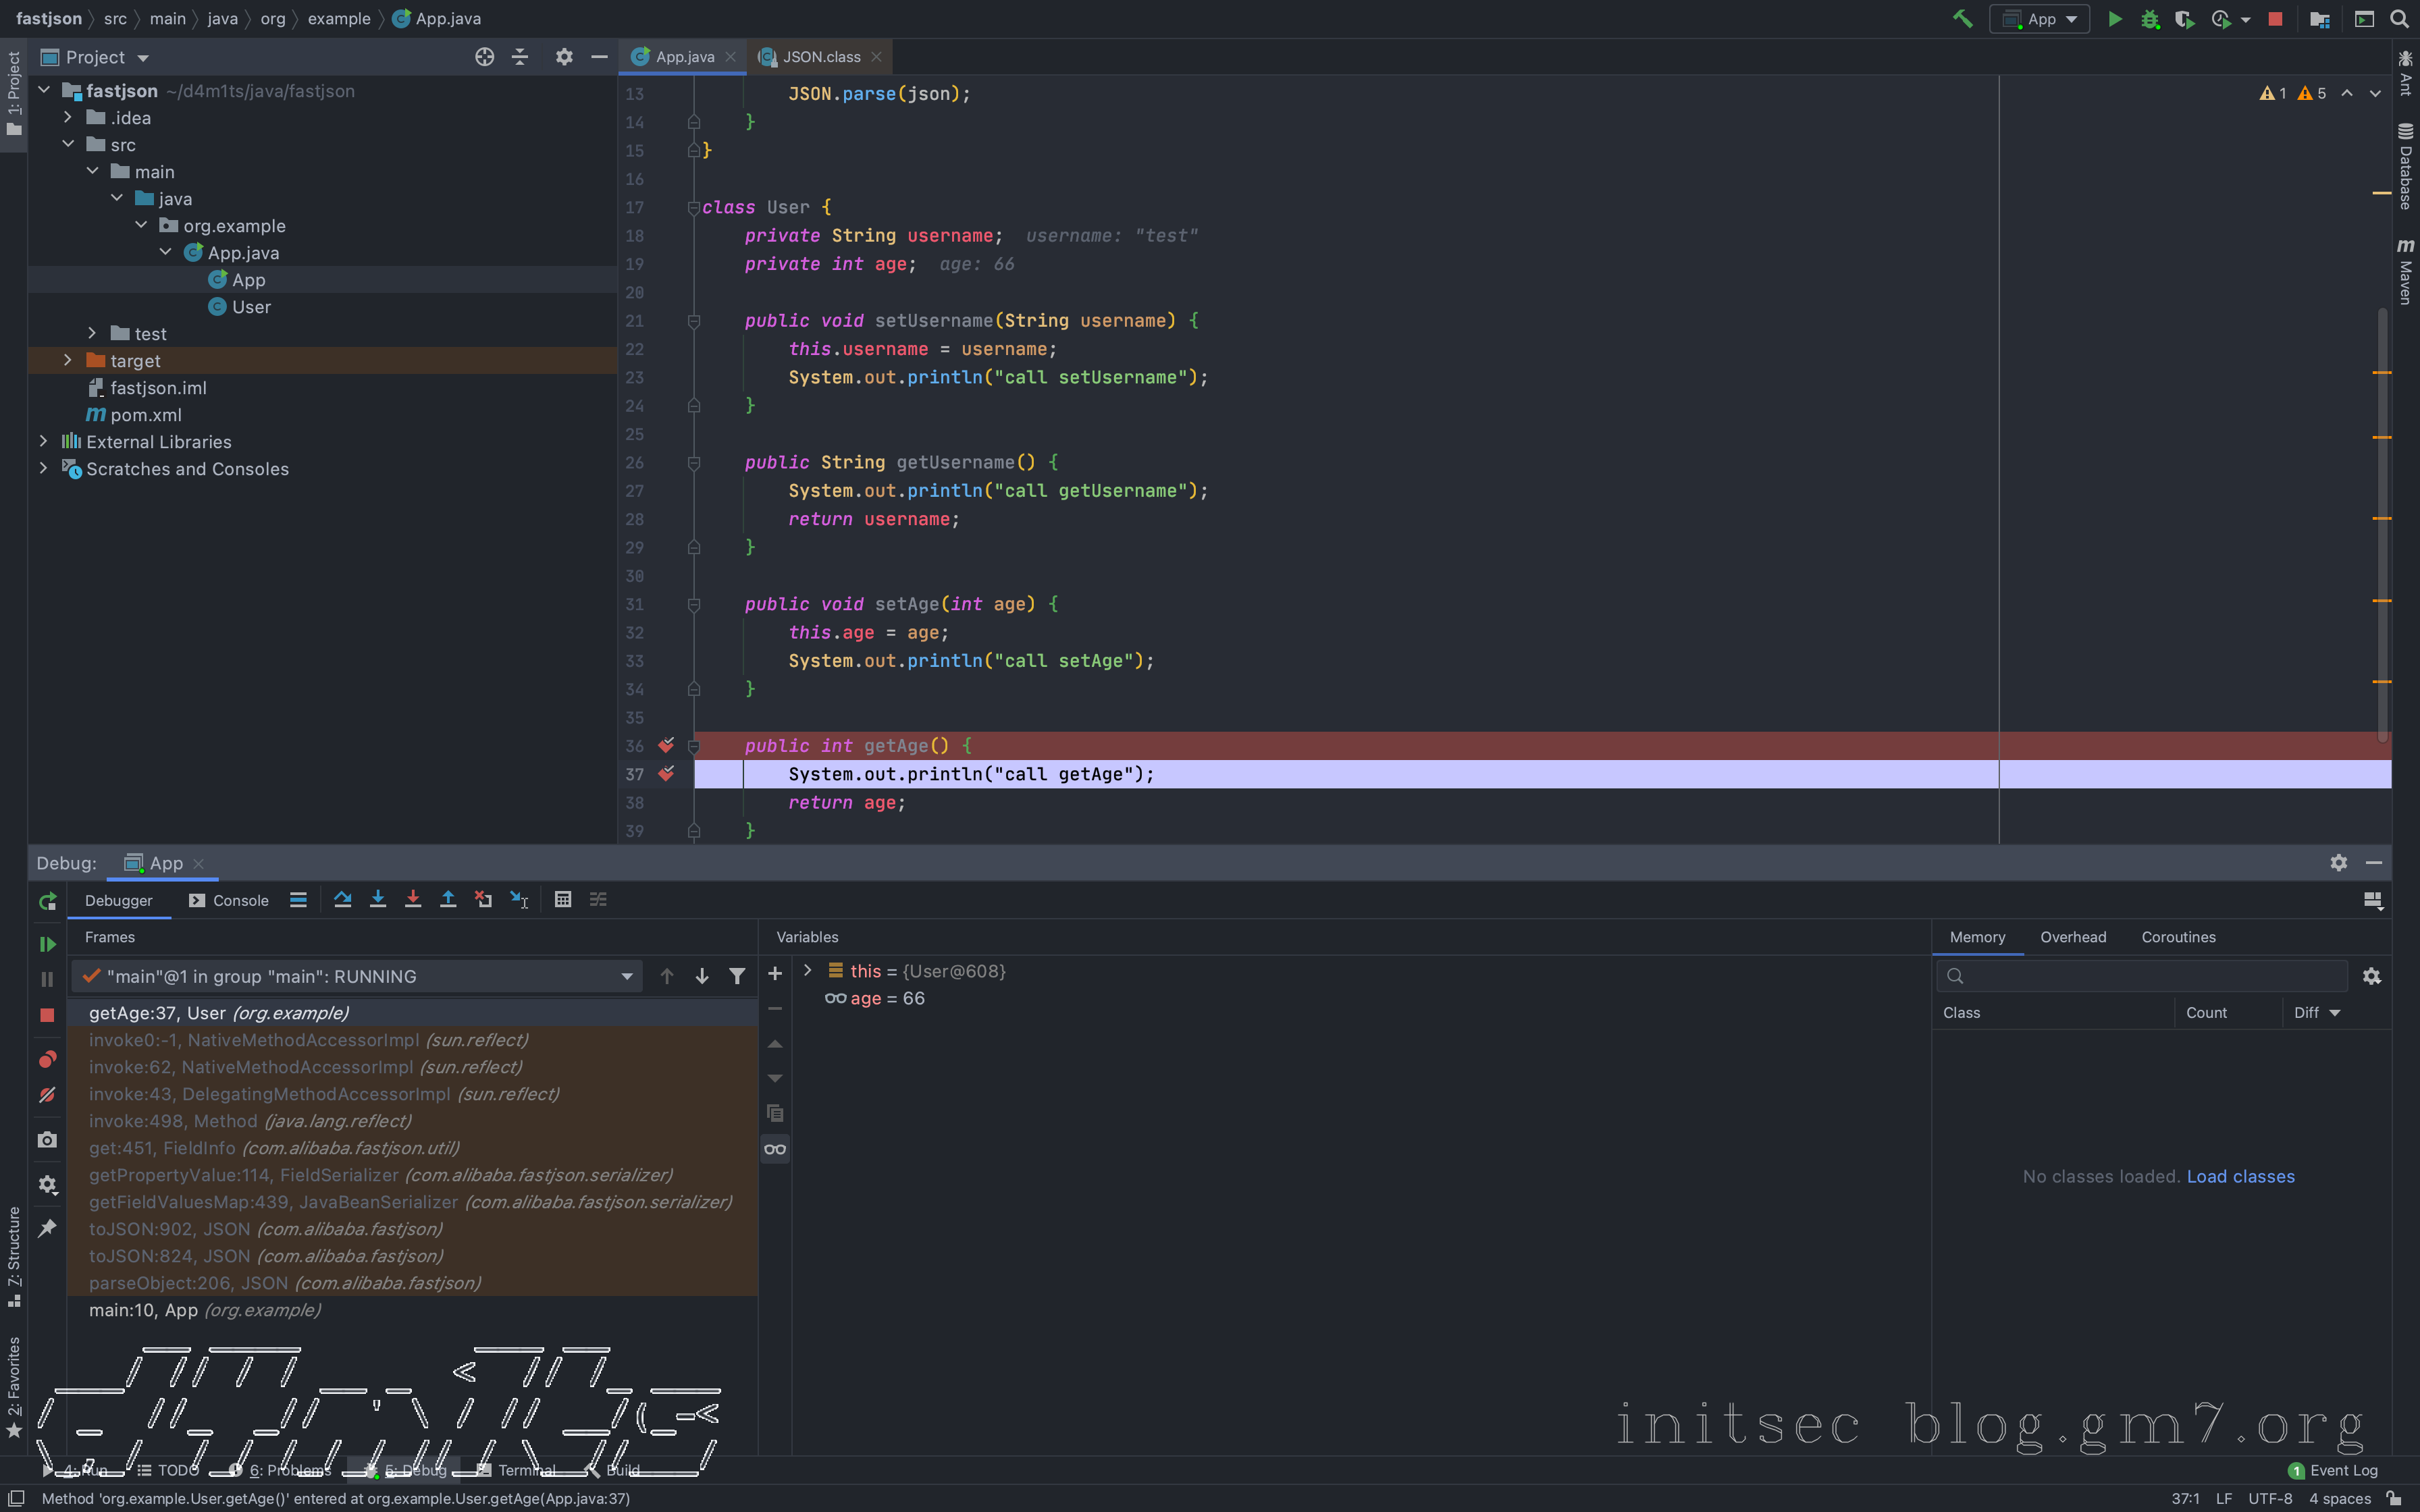 fastjson src main java org example App.java
App
1: Project
Project
App.java
JSON.class
fastjson ~/d4m1ts/java/fastjson
.idea
src
main
java
org.example
App.java
App
User
test
target
fastjson.iml
pom.xml
External Libraries
Scratches and Consoles
1 5
13 JSON.parse(json);
14 }
15 }
16
17 class User {
18 private String username; username: "test"
19 private int age; age: 66
20
21 public void setUsername(String username) {
22 this.username = username;
23 System.out.println("call setUsername");
24 }
25
26 public String getUsername() {
27 System.out.println("call getUsername");
28 return username;
29 }
30
31 public void setAge(int age) {
32 this.age = age;
33 System.out.println("call setAge");
34 }
35
36 public int getAge() {
37 System.out.println("call getAge");
38 return age;
39 }
Ant
Database
m Maven
Debug: App
Debugger Console
Frames
"main"@1 in group "main": RUNNING
getAge:37, User (org.example)
invoke0:-1, NativeMethodAccessorImpl (sun.reflect)
invoke:62, NativeMethodAccessorImpl (sun.reflect)
invoke:43, DelegatingMethodAccessorImpl (sun.reflect)
invoke:498, Method (java.lang.reflect)
get:451, FieldInfo (com.alibaba.fastjson.util)
getPropertyValue:114, FieldSerializer (com.alibaba.fastjson.serializer)
getFieldValuesMap:439, JavaBeanSerializer (com.alibaba.fastjson.serializer)
toJSON:902, JSON (com.alibaba.fastjson)
toJSON:824, JSON (com.alibaba.fastjson)
parseObject:206, JSON (com.alibaba.fastjson)
main:10, App (org.example)
Variables
this = {User@608}
age = 66
Memory Overhead Coroutines
Class Count Diff
No classes loaded. Load classes
7: Structure
2: Favorites
initsec blog.gm7.org
4: Run TODO 6: Problems 5: Debug Terminal Build
1 Event Log
Method 'org.example.User.getAge()' entered at org.example.User.getAge(App.java:37)
37:1 LF UTF-8 4 spaces